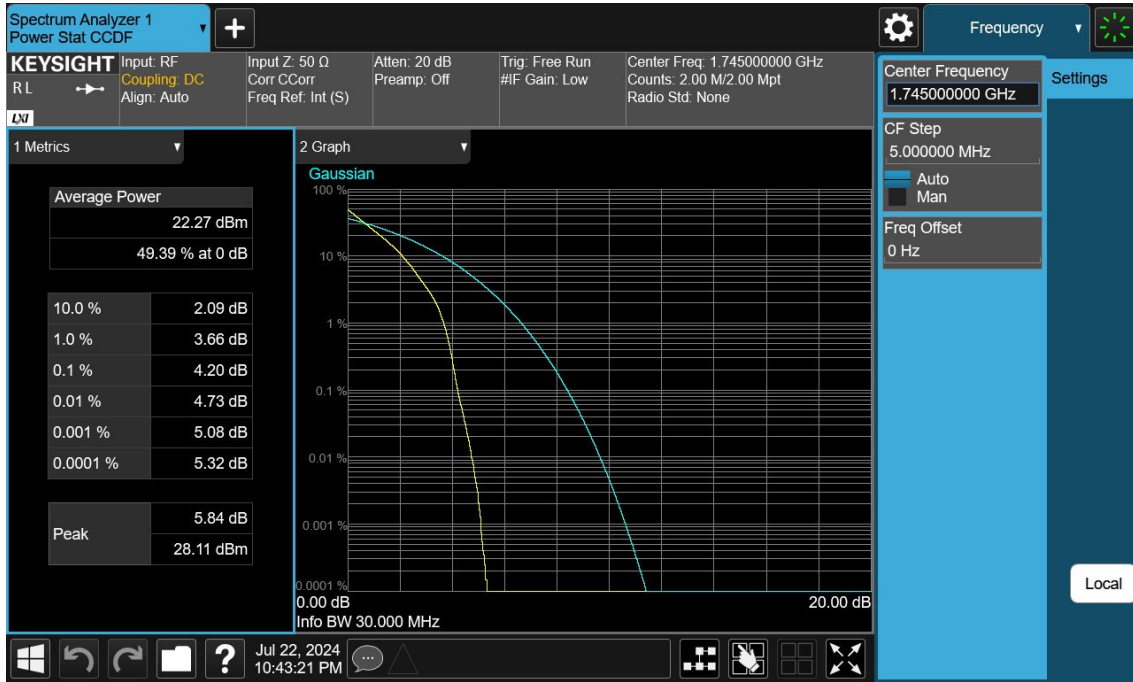 Spectrum Analyzer 1
Power Stat CCDF
+
Frequency
KEYSIGHT
R L
LXI
Input: RF
Coupling: DC
Align: Auto
Input Z: 50 Ω
Corr CCorr
Freq Ref: Int (S)
Atten: 20 dB
Preamp: Off
Trig: Free Run
#IF Gain: Low
Center Freq: 1.745000000 GHz
Counts: 2.00 M/2.00 Mpt
Radio Std: None
Center Frequency
1.745000000 GHz
Settings
CF Step
5.000000 MHz
Auto
Man
Freq Offset
0 Hz
1 Metrics
Average Power
22.27 dBm
49.39 % at 0 dB
10.0 % 2.09 dB
1.0 % 3.66 dB
0.1 % 4.20 dB
0.01 % 4.73 dB
0.001 % 5.08 dB
0.0001 % 5.32 dB
Peak 5.84 dB
28.11 dBm
2 Graph
Gaussian
100 %
10 %
1 %
0.1 %
0.01 %
0.001 %
0.0001 %
0.00 dB 20.00 dB
Info BW 30.000 MHz
Local
?
Jul 22, 2024
10:43:21 PM